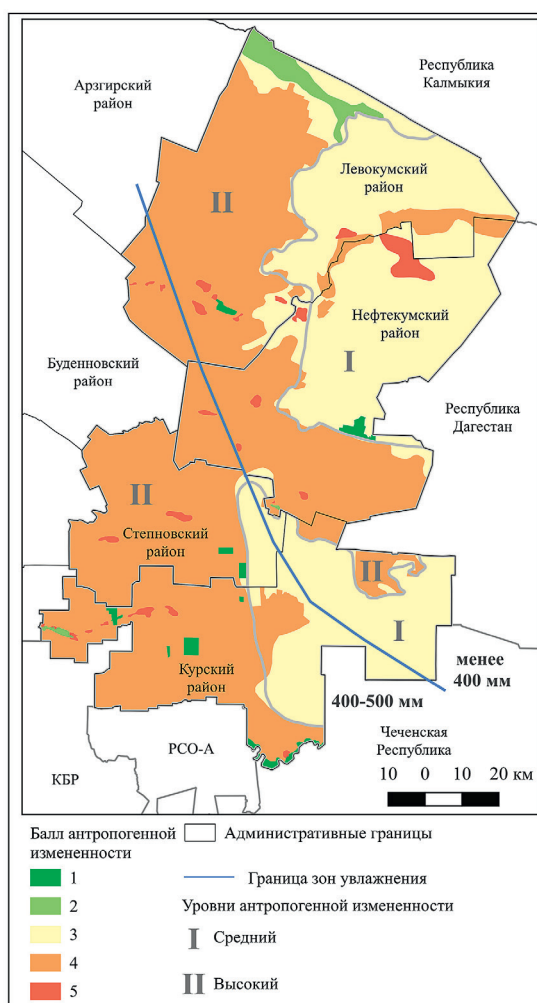 Республика
Калмыкия
Арзгирский
район
Левокумский
район
II
Нефтекумский
район
I
Буденновский
район
Республика
Дагестан
II
Степновский
район
II
I
Курский
район
менее
400 мм
400-500 мм
Чеченская
Республика
РСО-А
КБР
10 0 10 20 км
Балл антропогенной
измененности
1
2
3
4
5
Административные границы
Граница зон увлажнения
Уровни антропогенной измененности
I Средний
II Высокий